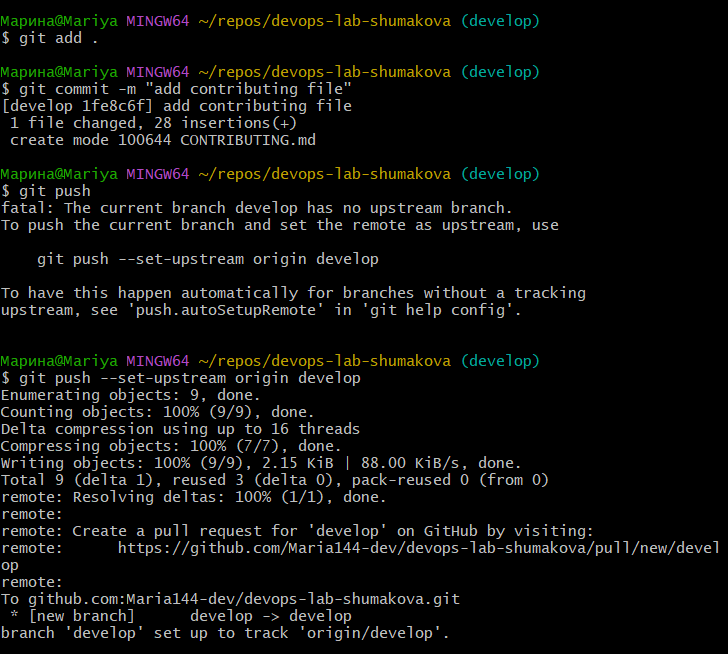 Марина@Mariya MINGW64 ~/repos/devops-lab-shumakova (develop)
$ git add .

Марина@Mariya MINGW64 ~/repos/devops-lab-shumakova (develop)
$ git commit -m "add contributing file"
[develop 1fe8c6f] add contributing file
 1 file changed, 28 insertions(+)
 create mode 100644 CONTRIBUTING.md

Марина@Mariya MINGW64 ~/repos/devops-lab-shumakova (develop)
$ git push
fatal: The current branch develop has no upstream branch.
To push the current branch and set the remote as upstream, use

    git push --set-upstream origin develop

To have this happen automatically for branches without a tracking
upstream, see 'push.autoSetupRemote' in 'git help config'.


Марина@Mariya MINGW64 ~/repos/devops-lab-shumakova (develop)
$ git push --set-upstream origin develop
Enumerating objects: 9, done.
Counting objects: 100% (9/9), done.
Delta compression using up to 16 threads
Compressing objects: 100% (7/7), done.
Writing objects: 100% (9/9), 2.15 KiB | 88.00 KiB/s, done.
Total 9 (delta 1), reused 3 (delta 0), pack-reused 0 (from 0)
remote: Resolving deltas: 100% (1/1), done.
remote:
remote: Create a pull request for 'develop' on GitHub by visiting:
remote:      https://github.com/Maria144-dev/devops-lab-shumakova/pull/new/devel
op
remote:
To github.com:Maria144-dev/devops-lab-shumakova.git
 * [new branch]      develop -> develop
branch 'develop' set up to track 'origin/develop'.